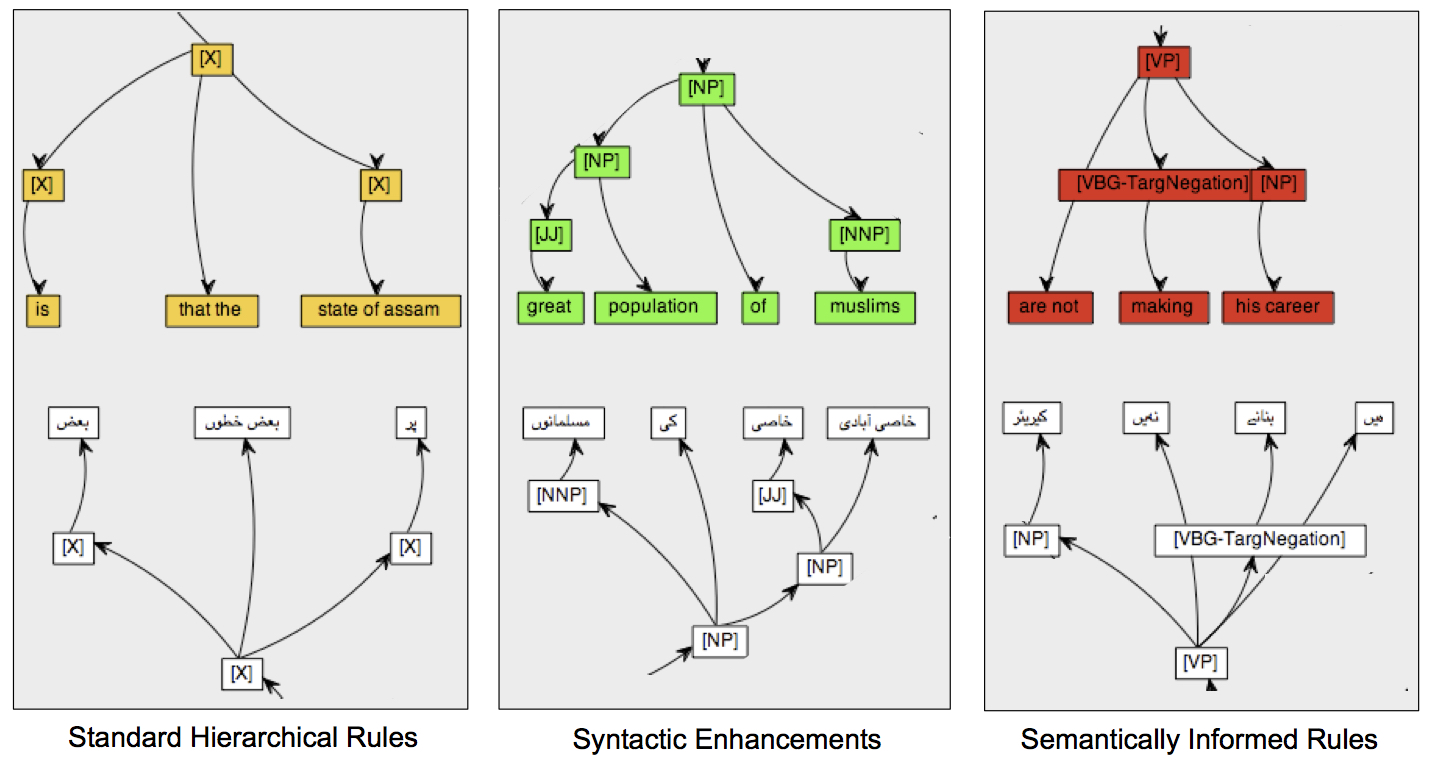 [X]
[X]
[X]
is
that the
state of assam
بعض
بعض خطوں
پر
[X]
[X]
[X]
Standard Hierarchical Rules
[NP]
[NP]
[JJ]
[NNP]
great
population
of
muslims
مسلمانوں
کی
خاصی
خاصی آبادی
[NNP]
[JJ]
[NP]
[NP]
Syntactic Enhancements
[VP]
[VBG-TargNegation]
[NP]
are not
making
his career
کیریئر
نہیں
بنانے
میں
[NP]
[VBG-TargNegation]
[VP]
Semantically Informed Rules